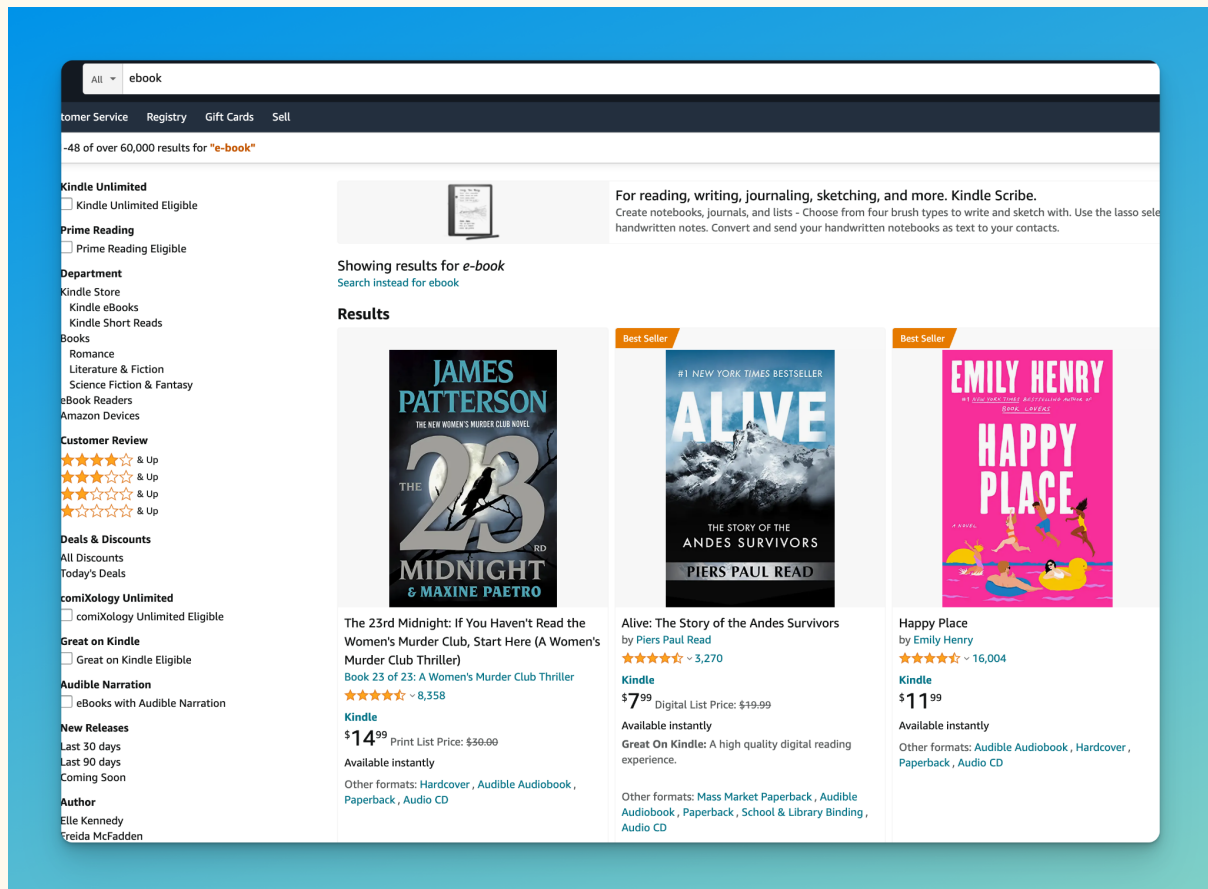 All
ebook
tomer Service Registry Gift Cards Sell
-48 of over 60,000 results for "e-book"
Kindle Unlimited
Kindle Unlimited Eligible
Prime Reading
Prime Reading Eligible
Department
Kindle Store
Kindle eBooks
Kindle Short Reads
Books
Romance
Literature & Fiction
Science Fiction & Fantasy
eBook Readers
Amazon Devices
Customer Review
& Up
& Up
& Up
& Up
Deals & Discounts
All Discounts
Today's Deals
comiXology Unlimited
comiXology Unlimited Eligible
Great on Kindle
Great on Kindle Eligible
Audible Narration
eBooks with Audible Narration
New Releases
Last 30 days
Last 90 days
Coming Soon
Author
Elle Kennedy
Freida McFadden
For reading, writing, journaling, sketching, and more. Kindle Scribe.
Create notebooks, journals, and lists - Choose from four brush types to write and sketch with. Use the lasso sele
handwritten notes. Convert and send your handwritten notebooks as text to your contacts.
Showing results for e-book
Search instead for ebook
Results
JAMES
PATTERSON
THE NEW WOMEN'S MURDER CLUB NOVEL
THE
23
RD
MIDNIGHT
& MAXINE PAETRO
The 23rd Midnight: If You Haven't Read the
Women's Murder Club, Start Here (A Women's
Murder Club Thriller)
Book 23 of 23: A Women's Murder Club Thriller
8,358
Kindle
$14 99 Print List Price: $30.00
Available instantly
Other formats: Hardcover , Audible Audiobook ,
Paperback , Audio CD
Best Seller
#1 NEW YORK TIMES BESTSELLER
ALIVE
THE STORY OF THE
ANDES SURVIVORS
PIERS PAUL READ
Alive: The Story of the Andes Survivors
by Piers Paul Read
3,270
Kindle
$7 99 Digital List Price: $19.99
Available instantly
Great On Kindle: A high quality digital reading
experience.
Other formats: Mass Market Paperback , Audible
Audiobook , Paperback , School & Library Binding ,
Audio CD
Best Seller
EMILY HENRY
#1 NEW YORK TIMES BESTSELLING AUTHOR OF
BOOK LOVERS
HAPPY
PLACE
A NOVEL
Happy Place
by Emily Henry
16,004
Kindle
$11 99
Available instantly
Other formats: Audible Audiobook , Hardcover ,
Paperback , Audio CD